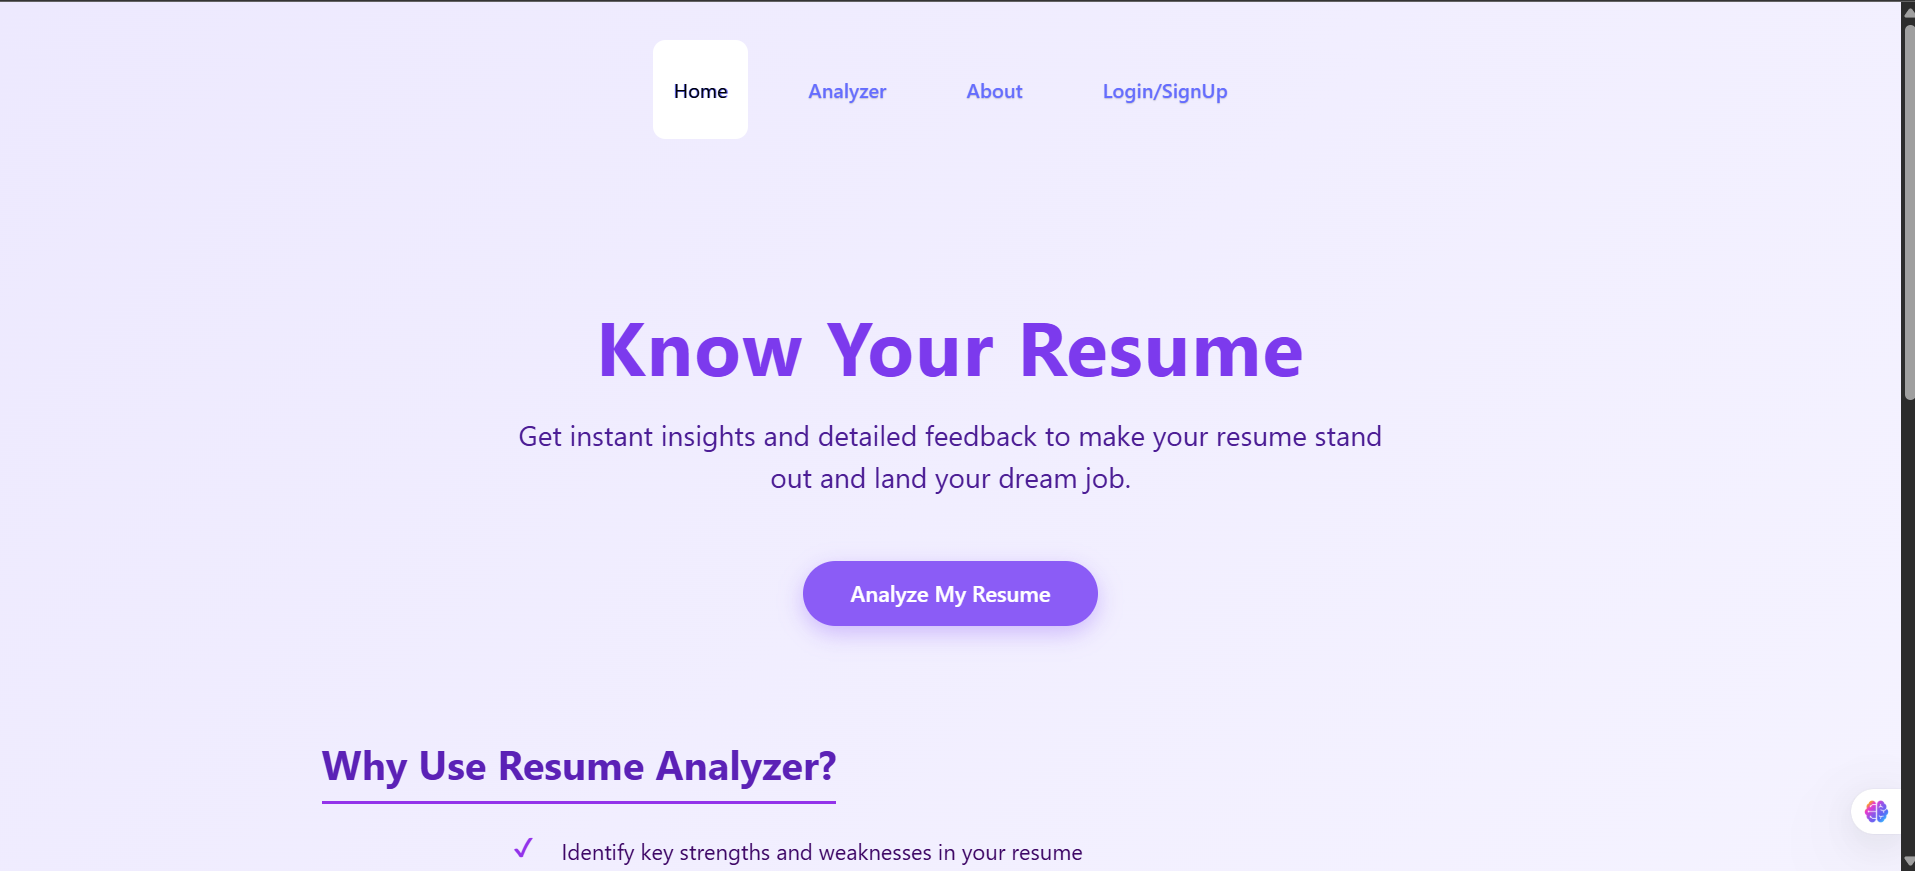 Home Analyzer About Login/SignUp
Know Your Resume
Get instant insights and detailed feedback to make your resume stand
out and land your dream job.
Analyze My Resume
Why Use Resume Analyzer?
✓ Identify key strengths and weaknesses in your resume